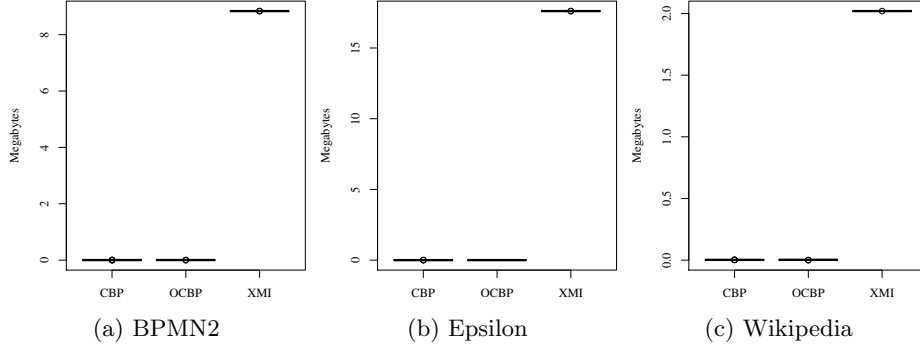 Megabytes
8
6
4
2
0
CBP OCBP XMI
(a) BPMN2
Megabytes
15
10
5
0
CBP OCBP XMI
(b) Epsilon
Megabytes
2.0
1.5
1.0
0.5
0.0
CBP OCBP XMI
(c) Wikipedia